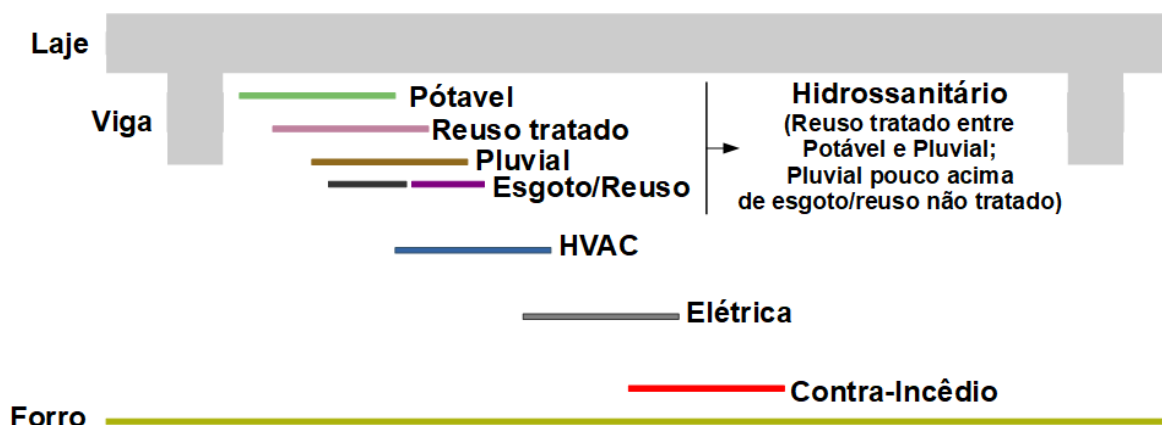 Laje
Viga
Pótavel
Reuso tratado
Pluvial
Esgoto/Reuso
Hidrossanitário
(Reuso tratado entre
Potável e Pluvial;
Pluvial pouco acima
de esgoto/reuso não tratado)
HVAC
Elétrica
Contra-Incêdio
Forro